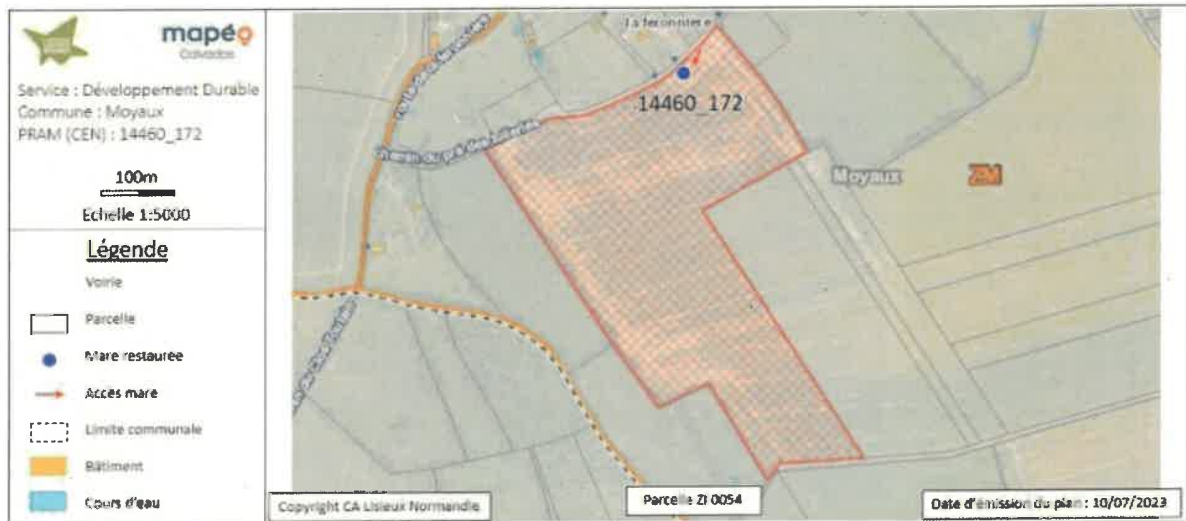 mapéo
Calvados
Service : Développement Durable
Commune : Moyaux
PRAM (CEN) : 14460_172
100m
Echelle 1:5000
Légende
Voirie
Parcelle
Mare restaurée
Accès mare
Limite communale
Bâtiment
Cours d'eau
14460_172
Chemin du pré des
Moyaux
ZM
Copyright CA Lisieux Normandie
Parcelle ZI 0054
Date d'émission du plan : 10/07/2023